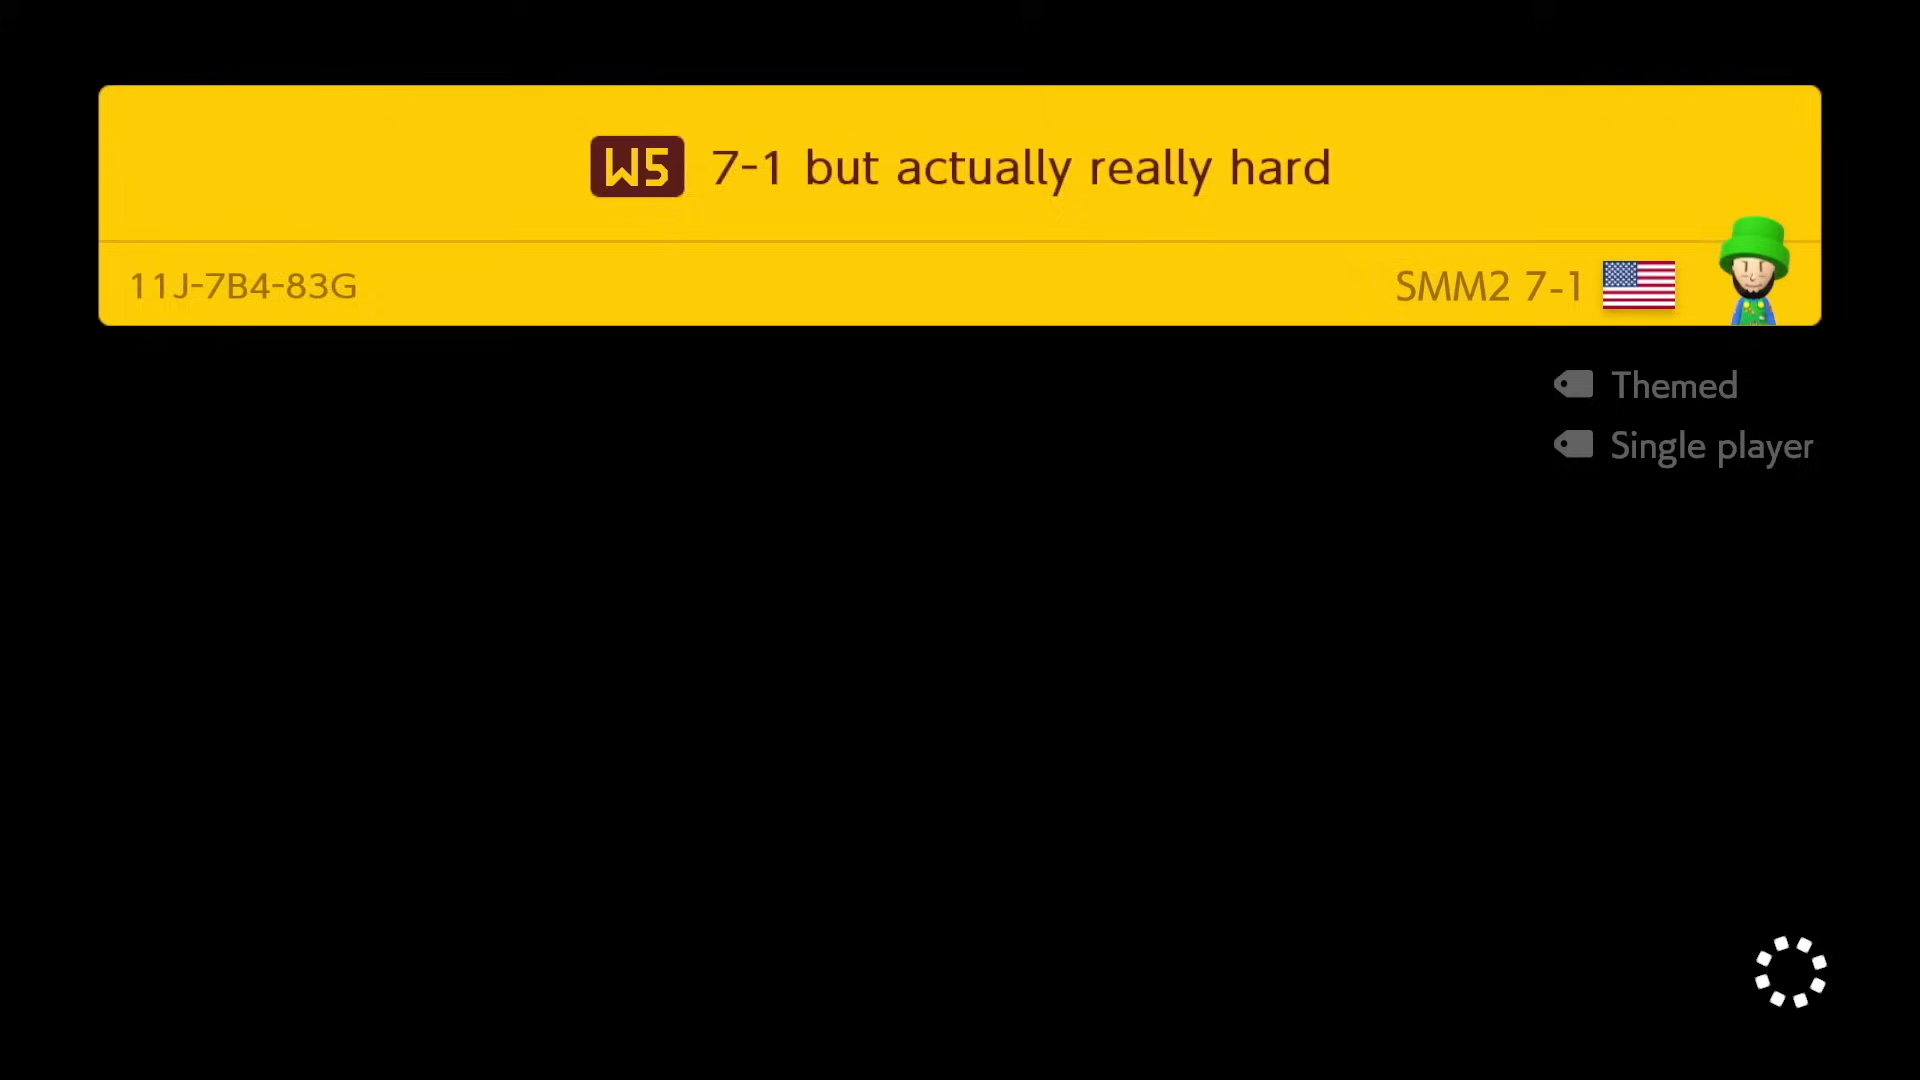 W5 7-1 but actually really hard
11J-7B4-83G SMM2 7-1
Themed
Single player